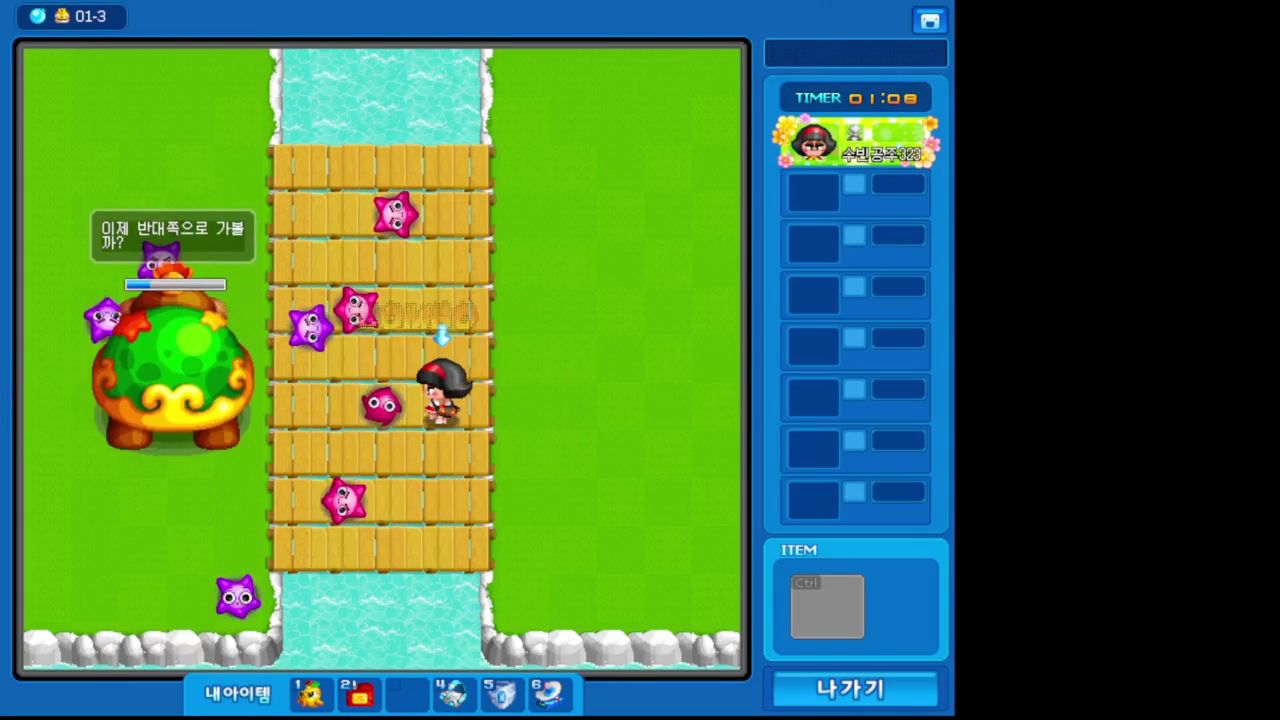 01-3
TIMER 01:08
수빈공주323
이제 반대쪽으로 가볼
까?
ITEM
Ctrl
내아이템
1
2
4
5
6
나가기